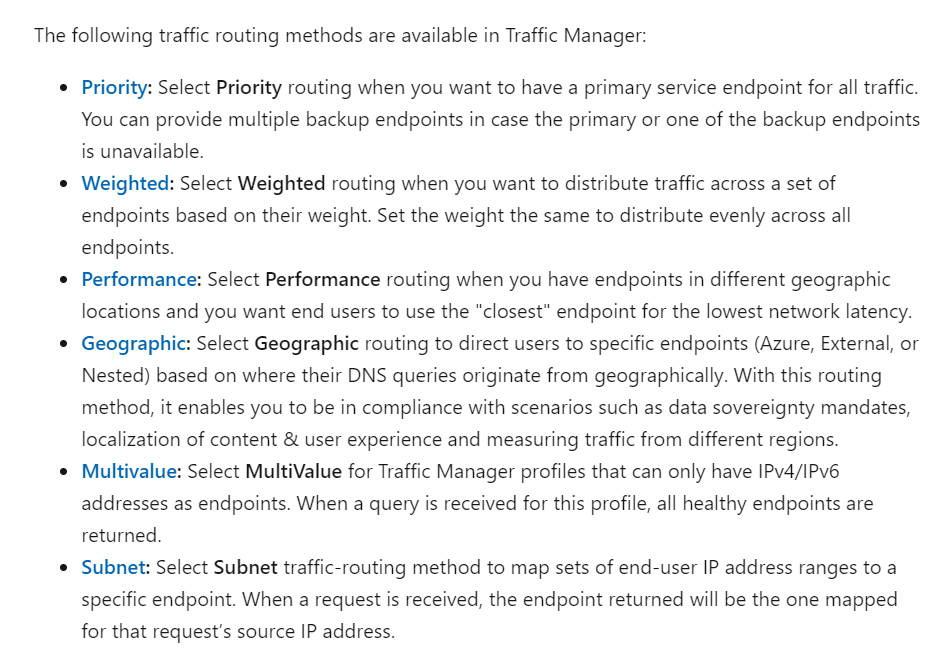 The following traffic routing methods are available in Traffic Manager:
Priority: Select Priority routing when you want to have a primary service endpoint for all traffic.
You can provide multiple backup endpoints in case the primary or one of the backup endpoints
is unavailable.
Weighted: Select Weighted routing when you want to distribute traffic across a set of
endpoints based on their weight. Set the weight the same to distribute evenly across all
endpoints.
Performance: Select Performance routing when you have endpoints in different geographic
locations and you want end users to use the "closest" endpoint for the lowest network latency.
Geographic: Select Geographic routing to direct users to specific endpoints (Azure, External, or
Nested) based on where their DNS queries originate from geographically. With this routing
method, it enables you to be in compliance with scenarios such as data sovereignty mandates,
localization of content & user experience and measuring traffic from different regions.
Multivalue: Select MultiValue for Traffic Manager profiles that can only have IPv4/IPv6
addresses as endpoints. When a query is received for this profile, all healthy endpoints are
returned.
Subnet: Select Subnet traffic-routing method to map sets of end-user IP address ranges to a
specific endpoint. When a request is received, the endpoint returned will be the one mapped
for that request’s source IP address.